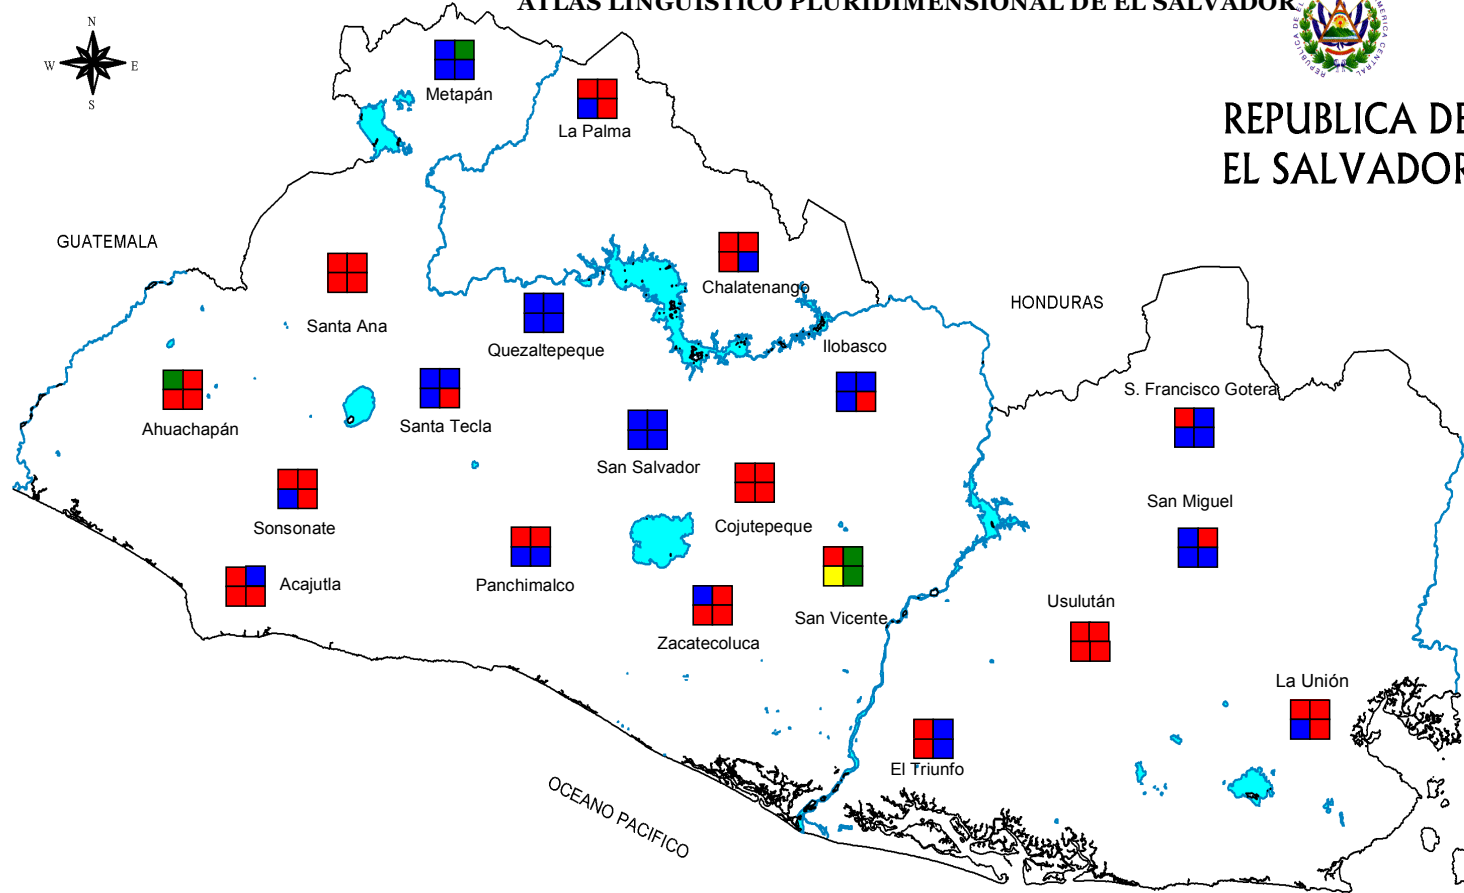 ATLAS LINGÜÍSTICO PLURIDIMENSIONAL DE EL SALVADOR
N
W
E
S
REPUBLICA DE
EL SALVADOR
Metapán
La Palma
GUATEMALA
HONDURAS
Chalatenango
Santa Ana
Quezaltepeque
Ilobasco
S. Francisco Gotera
Ahuachapán
Santa Tecla
San Salvador
San Miguel
Sonsonate
Cojutepeque
Acajutla
Panchimalco
San Vicente
Usulután
Zacatecoluca
La Unión
El Triunfo
OCEANO PACIFICO